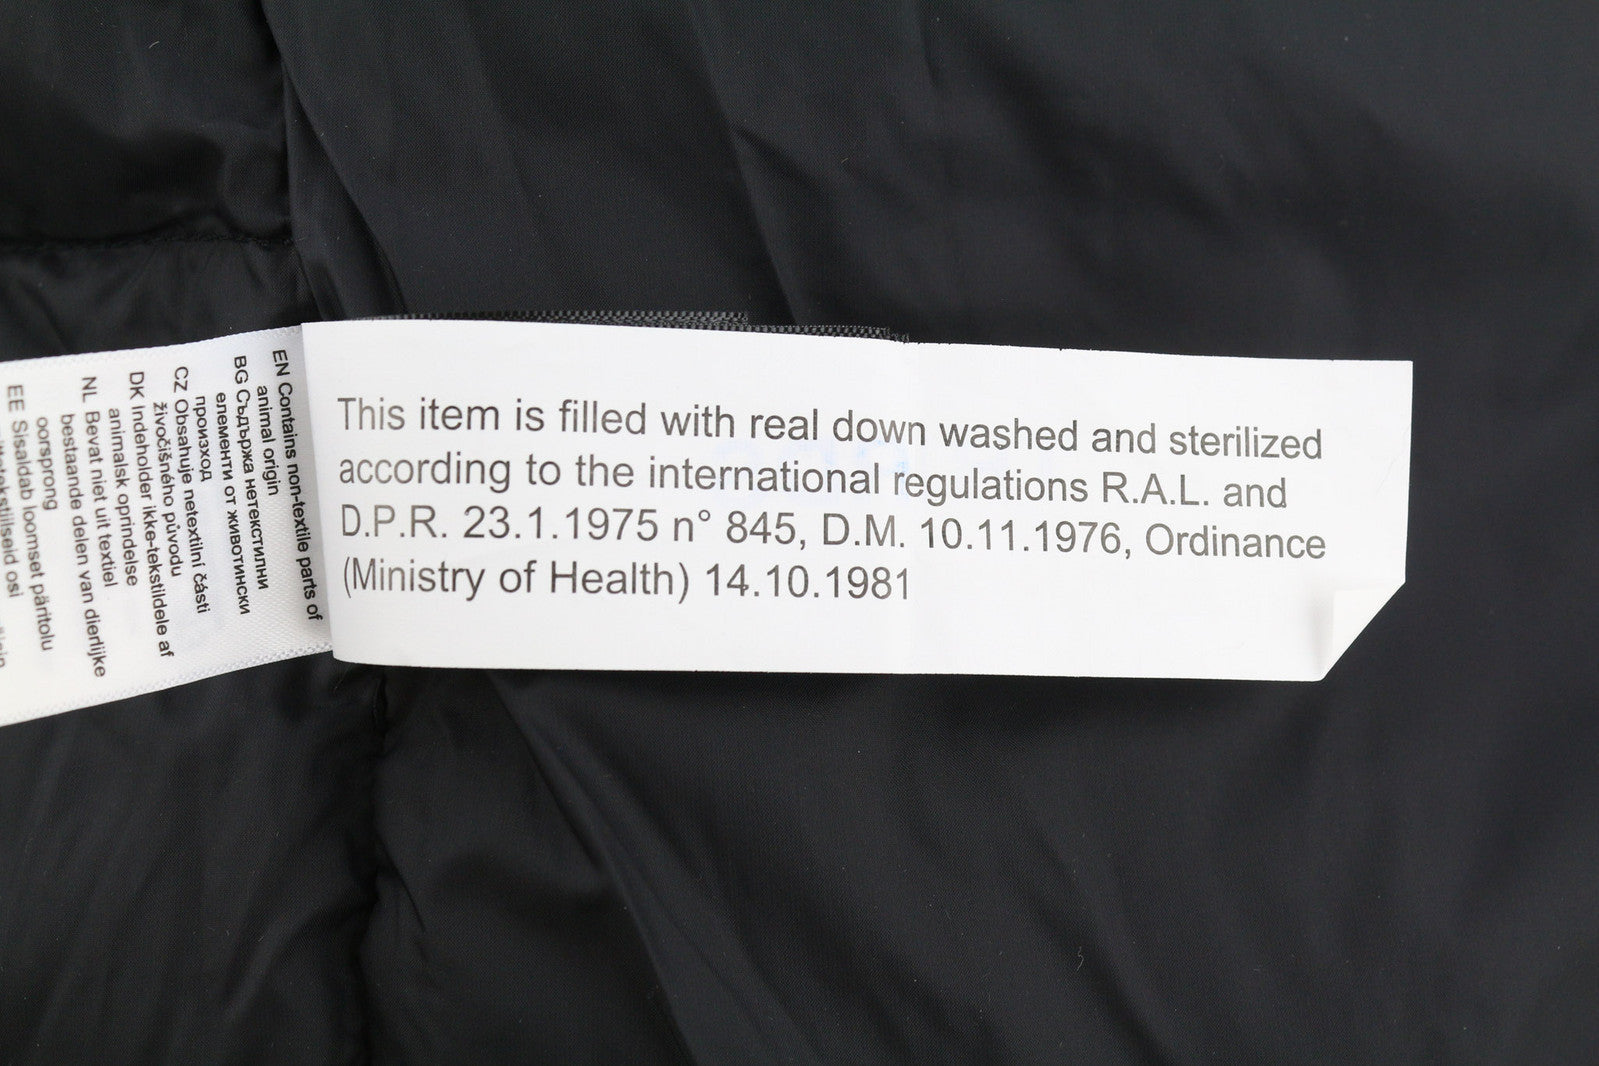 This item is filled with real down washed and sterilized
according to the international regulations R.A.L. and
D.P.R. 23.1.1975 n° 845, D.M. 10.11.1976, Ordinance
(Ministry of Health) 14.10.1981
EN Contains non-textile parts of
animal origin
BG Съдържа нетекстилни
елементи от животински
произход
CZ Obsahuje netextilní části
živočišného původu
DK Indeholder ikke-tekstildele af
animalsk oprindelse
NL Bevat niet uit textiel
bestaande delen van dierlijke
oorsprong
EE Sisaldab loomset päritolu